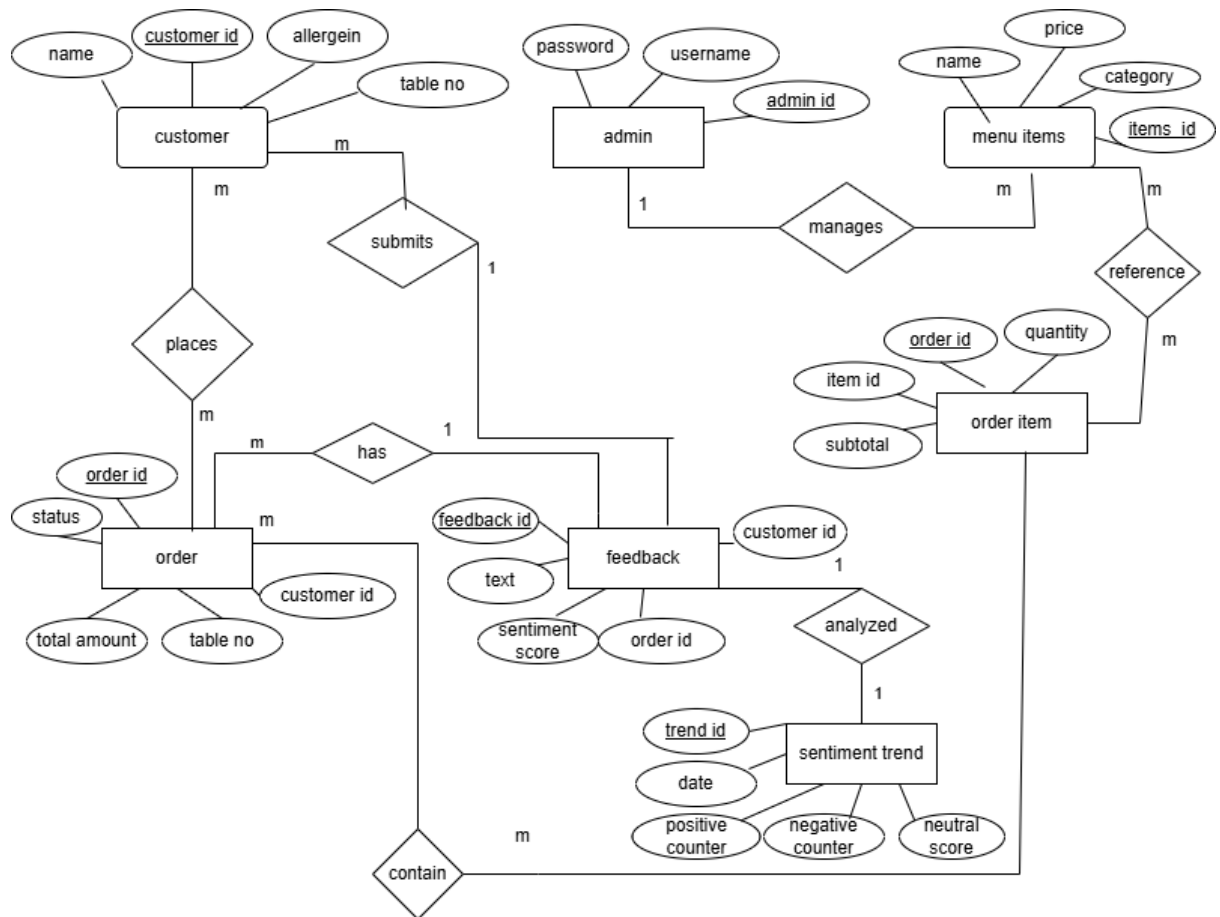 customer id
allergein
name
table no
customer
m
m
places
m
submits
1
password
username
admin id
admin
1
manages
m
price
name
category
items  id
menu items
m
reference
m
order id
quantity
item id
order item
subtotal
m
has
1
order id
status
m
order
customer id
total amount
table no
feedback id
customer id
feedback
text
1
sentiment
score
order id
analyzed
1
trend id
sentiment trend
date
positive
counter
negative
counter
neutral
score
m
contain